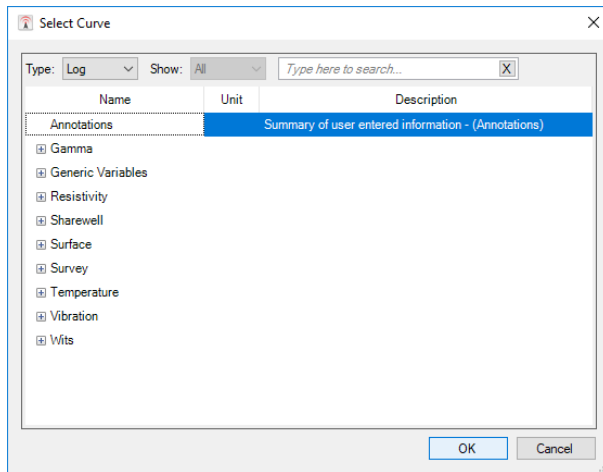 Select Curve
Type: Log Show: All Type here to search... X
Name Unit Description
Annotations Summary of user entered information - (Annotations)
Gamma
Generic Variables
Resistivity
Sharewell
Surface
Survey
Temperature
Vibration
Wits
OK Cancel